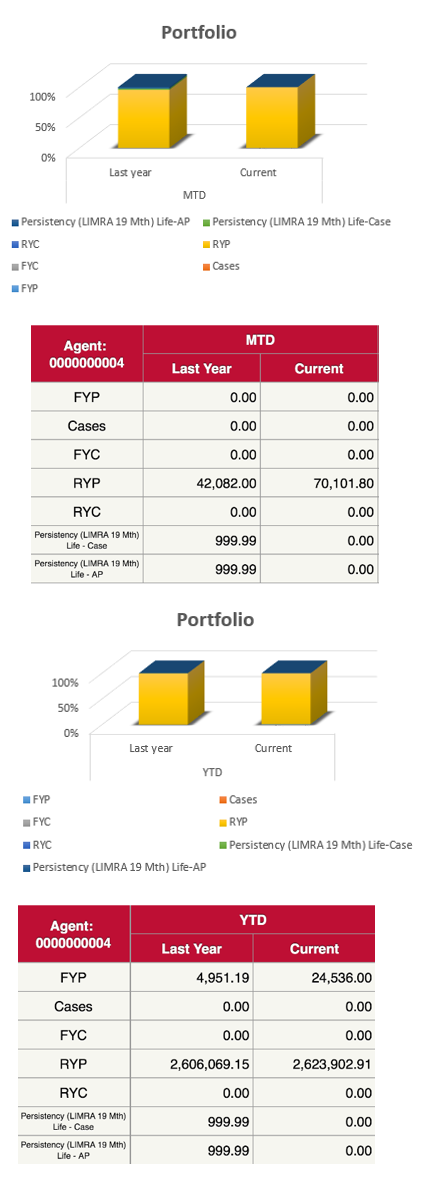 Portfolio
100%
50%
0%
Last year Current
MTD
Persistency (LIMRA 19 Mth) Life-AP Persistency (LIMRA 19 Mth) Life-Case
RYC RYP
FYC Cases
FYP
Agent: 0000000004 MTD
Last Year Current
FYP 0.00 0.00
Cases 0.00 0.00
FYC 0.00 0.00
RYP 42,082.00 70,101.80
RYC 0.00 0.00
Persistency (LIMRA 19 Mth)
Life - Case 999.99 0.00
Persistency (LIMRA 19 Mth)
Life - AP 999.99 0.00
Portfolio
100%
50%
0%
Last year Current
YTD
FYP Cases
FYC RYP
RYC Persistency (LIMRA 19 Mth) Life-Case
Persistency (LIMRA 19 Mth) Life-AP
Agent: 0000000004 YTD
Last Year Current
FYP 4,951.19 24,536.00
Cases 0.00 0.00
FYC 0.00 0.00
RYP 2,606,069.15 2,623,902.91
RYC 0.00 0.00
Persistency (LIMRA 19 Mth)
Life - Case 999.99 0.00
Persistency (LIMRA 19 Mth)
Life - AP 999.99 0.00